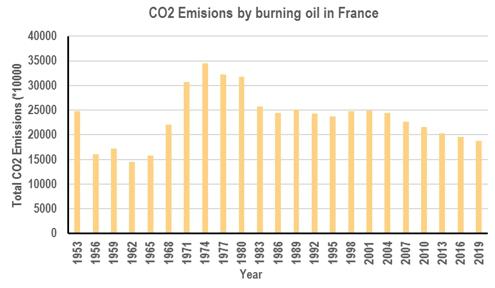 CO2 Emisions by burning oil in France
Total CO2 Emissions (*10000
40000
35000
30000
25000
20000
15000
10000
5000
0
1953 1956 1959 1962 1965 1968 1971 1974 1977 1980 1983 1986 1989 1992 1995 1998 2001 2004 2007 2010 2013 2016 2019
Year